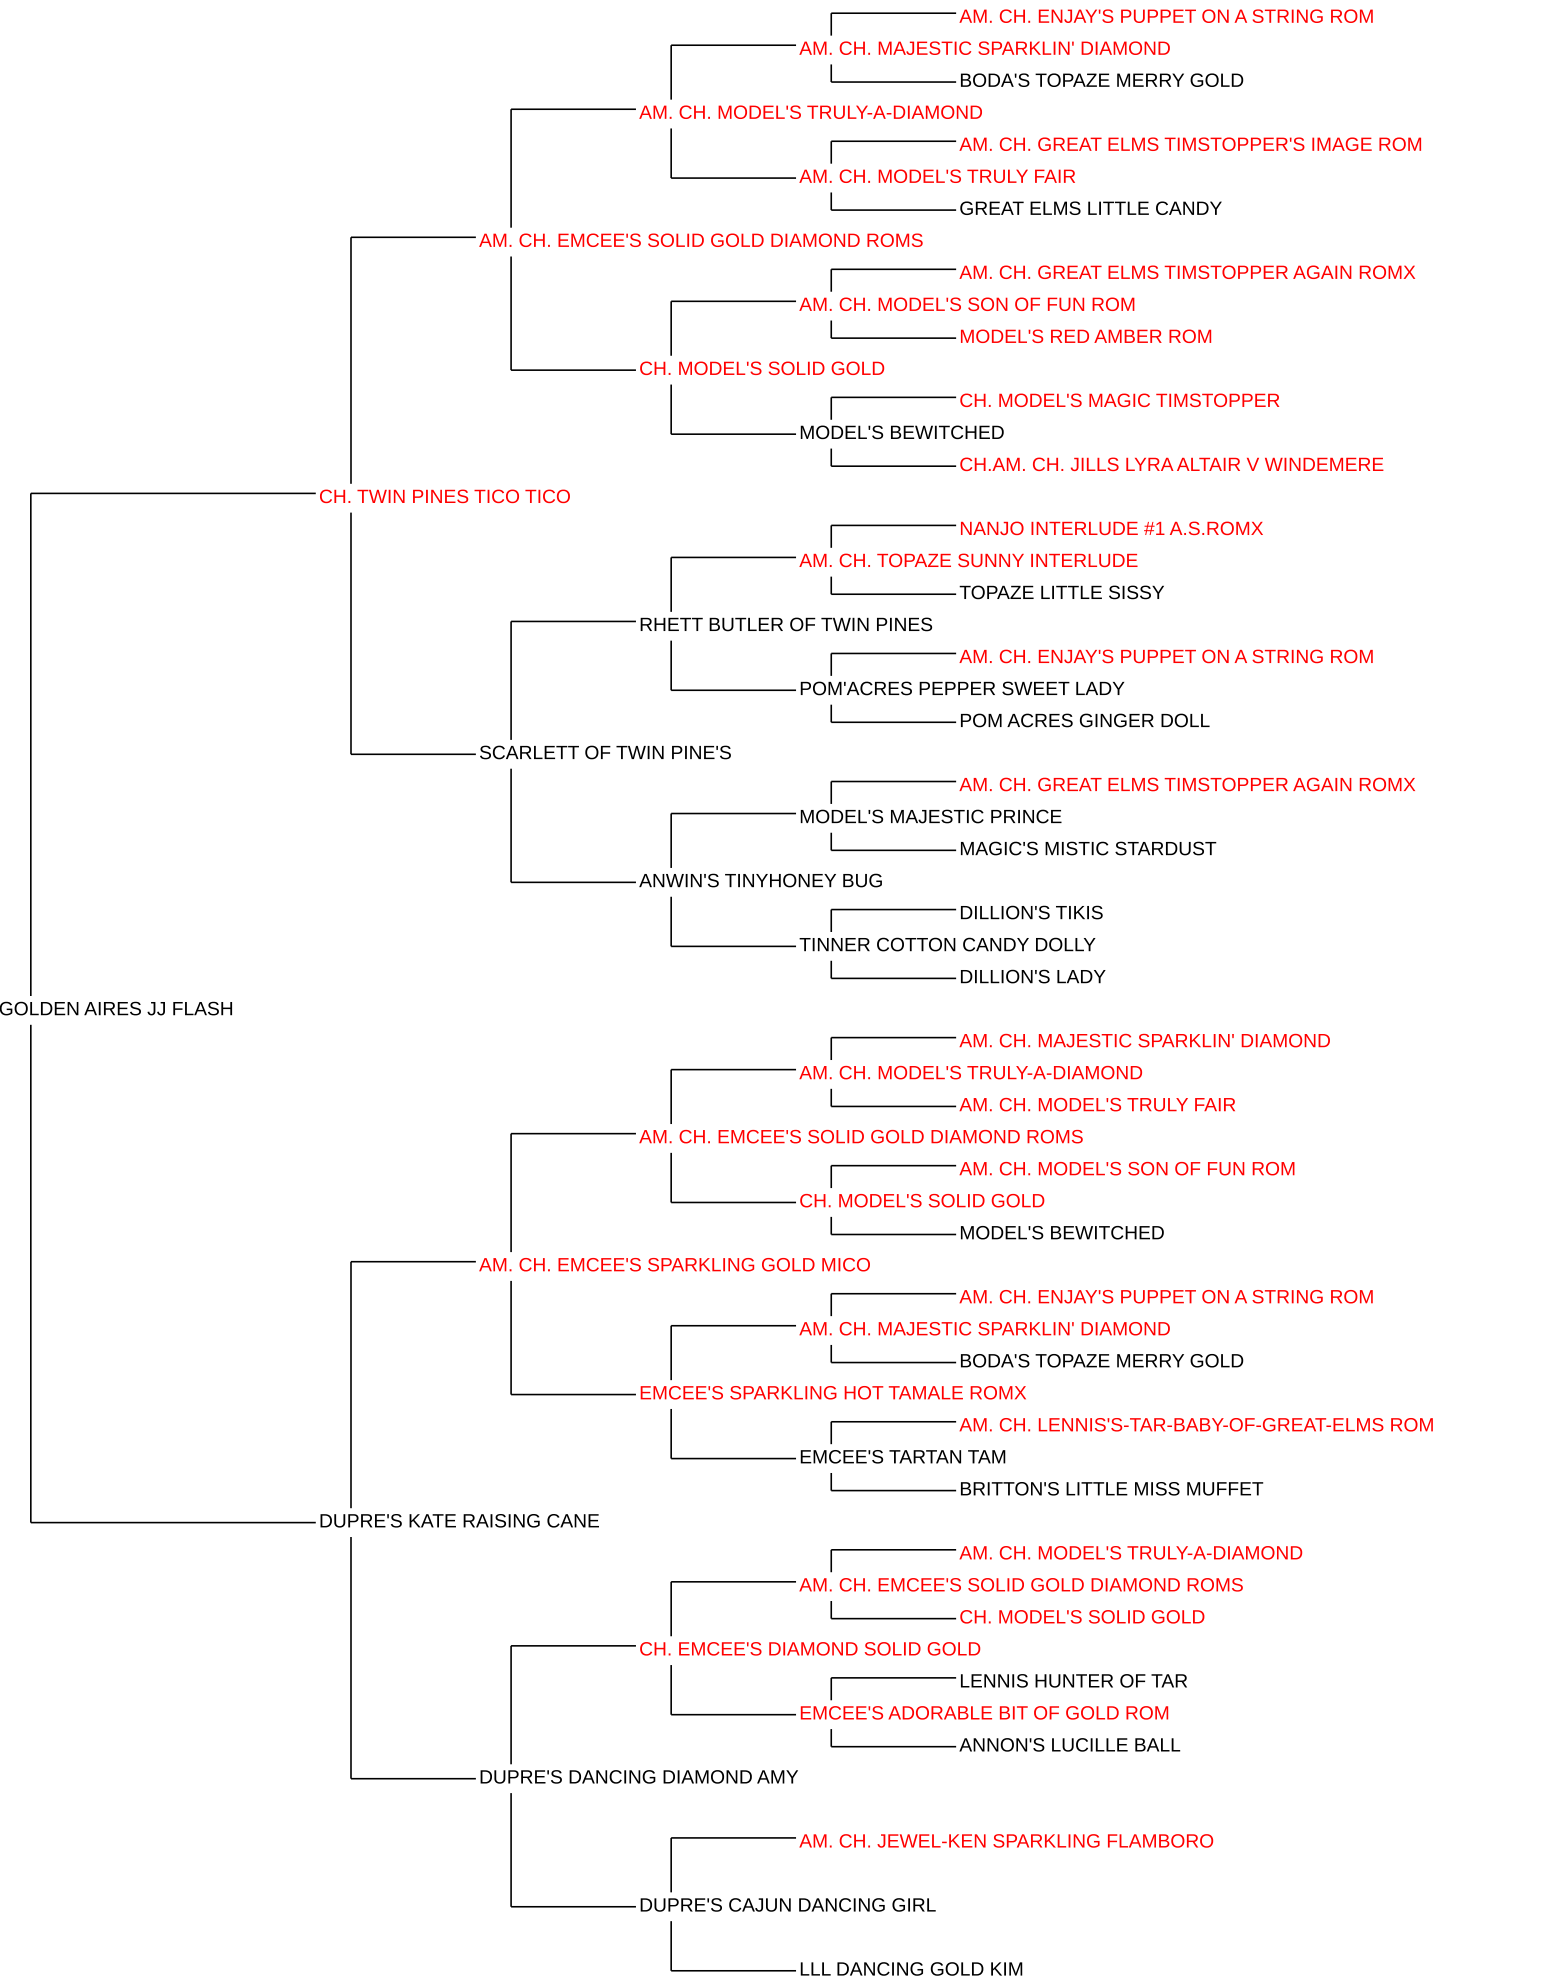 AM. CH. ENJAY'S PUPPET ON A STRING ROM
AM. CH. MAJESTIC SPARKLIN' DIAMOND
BODA'S TOPAZE MERRY GOLD
AM. CH. MODEL'S TRULY-A-DIAMOND
AM. CH. GREAT ELMS TIMSTOPPER'S IMAGE ROM
AM. CH. MODEL'S TRULY FAIR
GREAT ELMS LITTLE CANDY
AM. CH. EMCEE'S SOLID GOLD DIAMOND ROMS
AM. CH. GREAT ELMS TIMSTOPPER AGAIN ROMX
AM. CH. MODEL'S SON OF FUN ROM
MODEL'S RED AMBER ROM
CH. MODEL'S SOLID GOLD
CH. MODEL'S MAGIC TIMSTOPPER
MODEL'S BEWITCHED
CH.AM. CH. JILLS LYRA ALTAIR V WINDEMERE
CH. TWIN PINES TICO TICO
NANJO INTERLUDE #1 A.S.ROMX
AM. CH. TOPAZE SUNNY INTERLUDE
TOPAZE LITTLE SISSY
RHETT BUTLER OF TWIN PINES
AM. CH. ENJAY'S PUPPET ON A STRING ROM
POM'ACRES PEPPER SWEET LADY
POM ACRES GINGER DOLL
SCARLETT OF TWIN PINE'S
AM. CH. GREAT ELMS TIMSTOPPER AGAIN ROMX
MODEL'S MAJESTIC PRINCE
MAGIC'S MISTIC STARDUST
ANWIN'S TINYHONEY BUG
DILLION'S TIKIS
TINNER COTTON CANDY DOLLY
DILLION'S LADY
GOLDEN AIRES JJ FLASH
AM. CH. MAJESTIC SPARKLIN' DIAMOND
AM. CH. MODEL'S TRULY-A-DIAMOND
AM. CH. MODEL'S TRULY FAIR
AM. CH. EMCEE'S SOLID GOLD DIAMOND ROMS
AM. CH. MODEL'S SON OF FUN ROM
CH. MODEL'S SOLID GOLD
MODEL'S BEWITCHED
AM. CH. EMCEE'S SPARKLING GOLD MICO
AM. CH. ENJAY'S PUPPET ON A STRING ROM
AM. CH. MAJESTIC SPARKLIN' DIAMOND
BODA'S TOPAZE MERRY GOLD
EMCEE'S SPARKLING HOT TAMALE ROMX
AM. CH. LENNIS'S-TAR-BABY-OF-GREAT-ELMS ROM
EMCEE'S TARTAN TAM
BRITTON'S LITTLE MISS MUFFET
DUPRE'S KATE RAISING CANE
AM. CH. MODEL'S TRULY-A-DIAMOND
AM. CH. EMCEE'S SOLID GOLD DIAMOND ROMS
CH. MODEL'S SOLID GOLD
CH. EMCEE'S DIAMOND SOLID GOLD
LENNIS HUNTER OF TAR
EMCEE'S ADORABLE BIT OF GOLD ROM
ANNON'S LUCILLE BALL
DUPRE'S DANCING DIAMOND AMY
AM. CH. JEWEL-KEN SPARKLING FLAMBORO
DUPRE'S CAJUN DANCING GIRL
LLL DANCING GOLD KIM